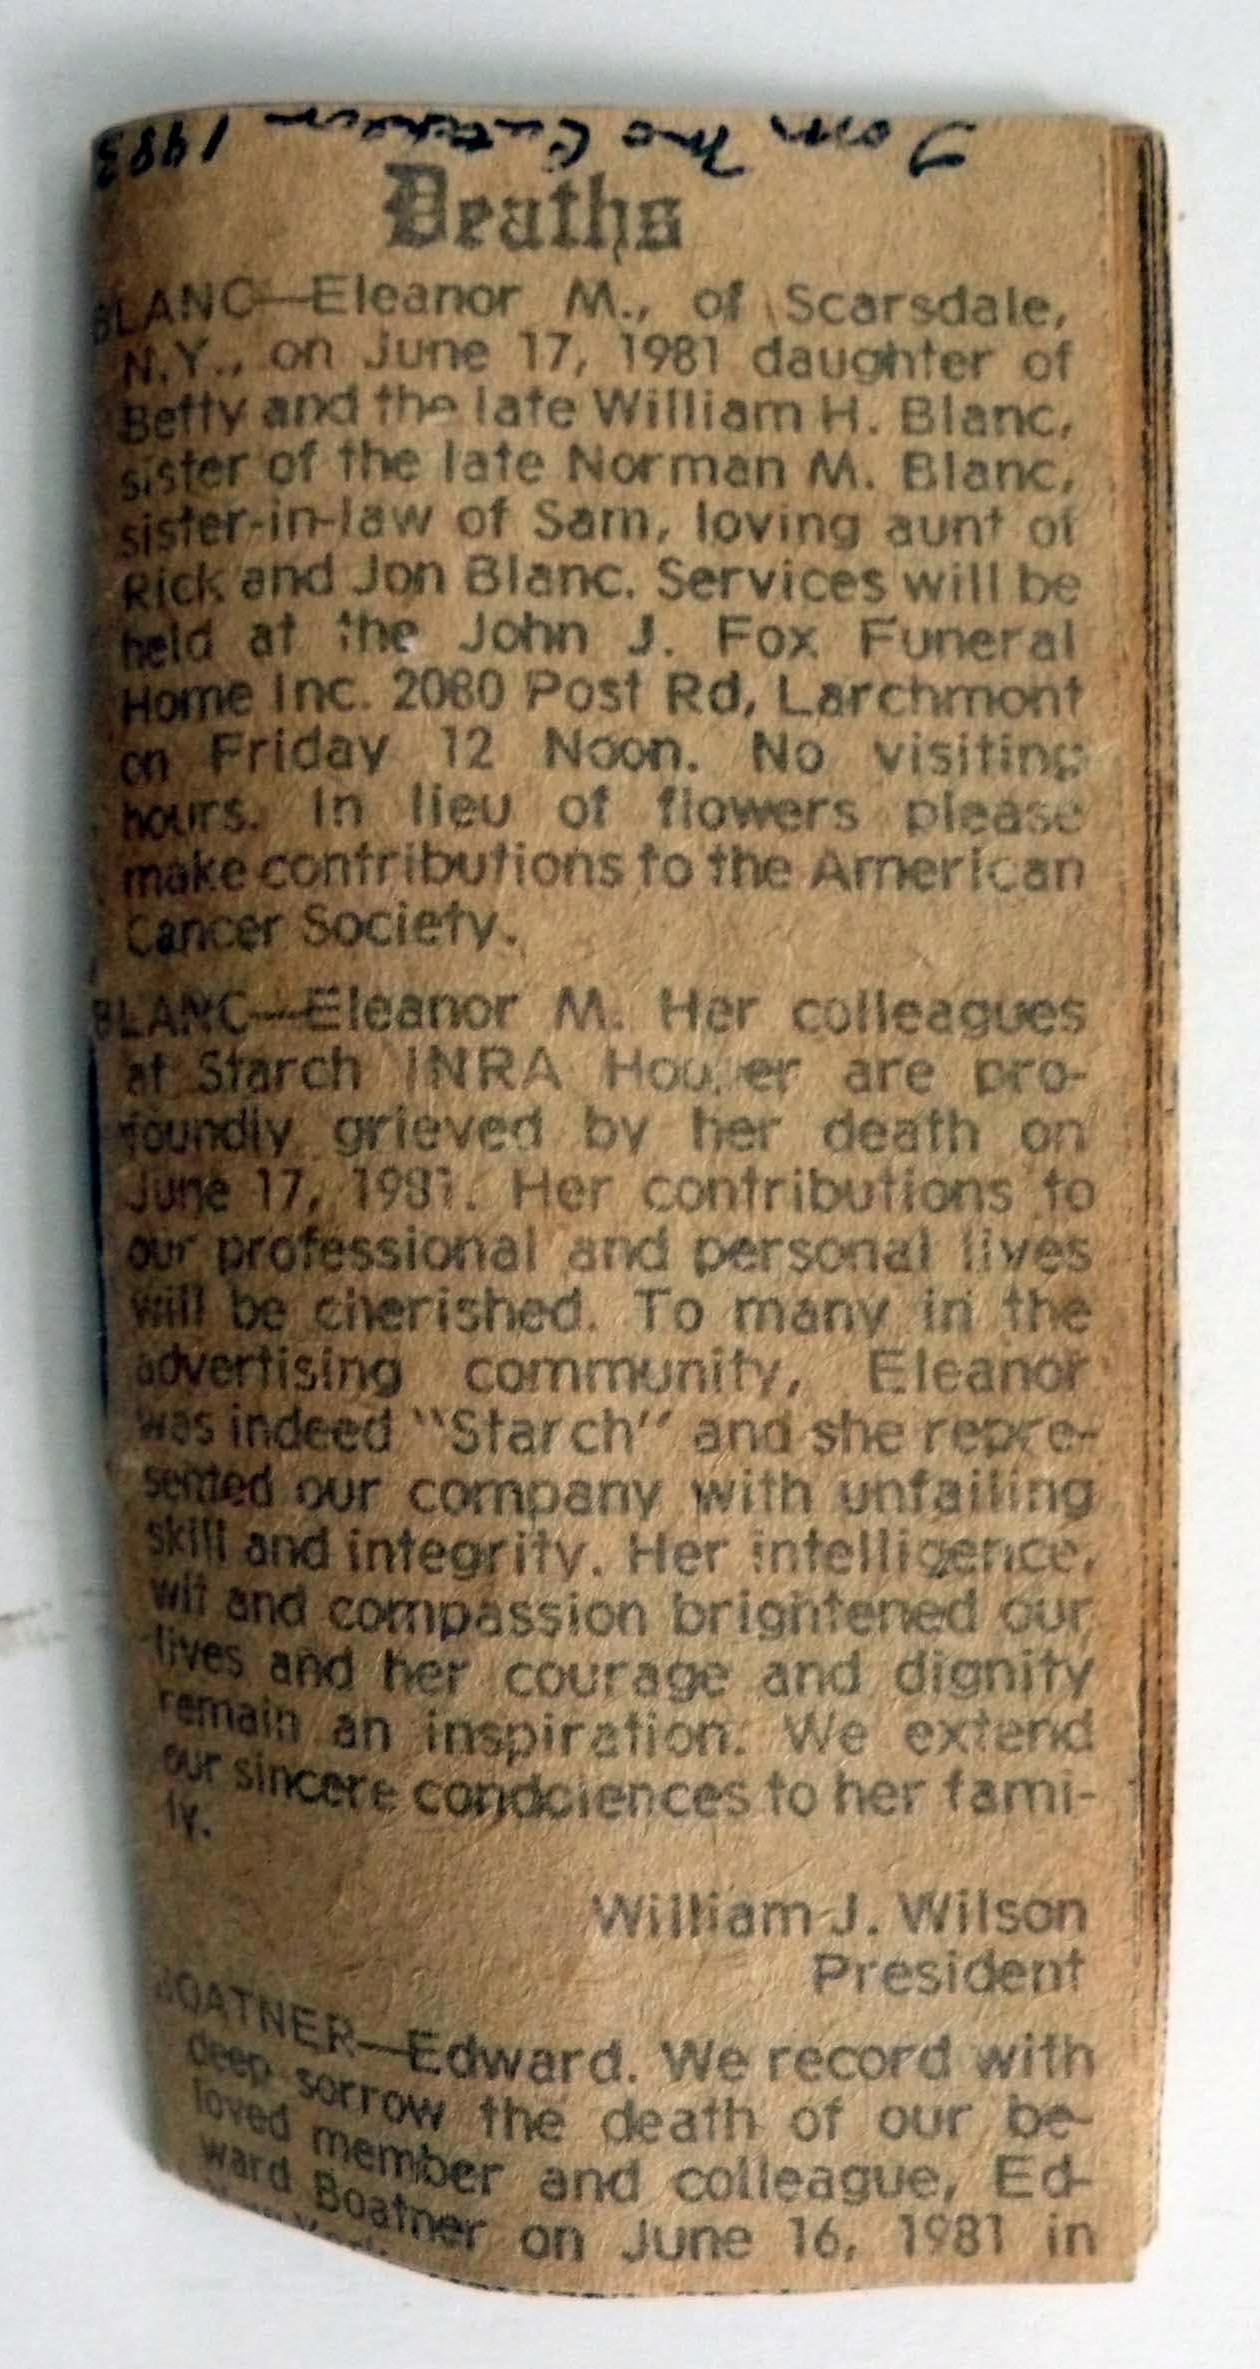 Tom Mc Cutcheon 1983
Deaths
BLANC—Eleanor M., of Scarsdale,
N.Y., on June 17, 1981 daughter of
Betty and the late William H. Blanc,
sister of the late Norman M. Blanc,
sister-in-law of Sam, loving aunt of
Rick and Jon Blanc. Services will be
held at the John J. Fox Funeral
Home Inc. 2080 Post Rd, Larchmont
on Friday 12 Noon. No visiting
hours. In lieu of flowers please
make contributions to the American
Cancer Society.
BLANC—Eleanor M. Her colleagues
at Starch INRA Hooper are pro-
foundly grieved by her death on
June 17, 1981. Her contributions to
our professional and personal lives
will be cherished. To many in the
advertising community, Eleanor
was indeed "Starch" and she repre-
sented our company with unfailing
skill and integrity. Her intelligence,
wit and compassion brightened our
lives and her courage and dignity
remain an inspiration. We extend
our sincere condolences to her fami-
ly.
William J. Wilson
President
BOATNER—Edward. We record with
deep sorrow the death of our be-
loved member and colleague, Ed-
ward Boatner on June 16, 1981 in